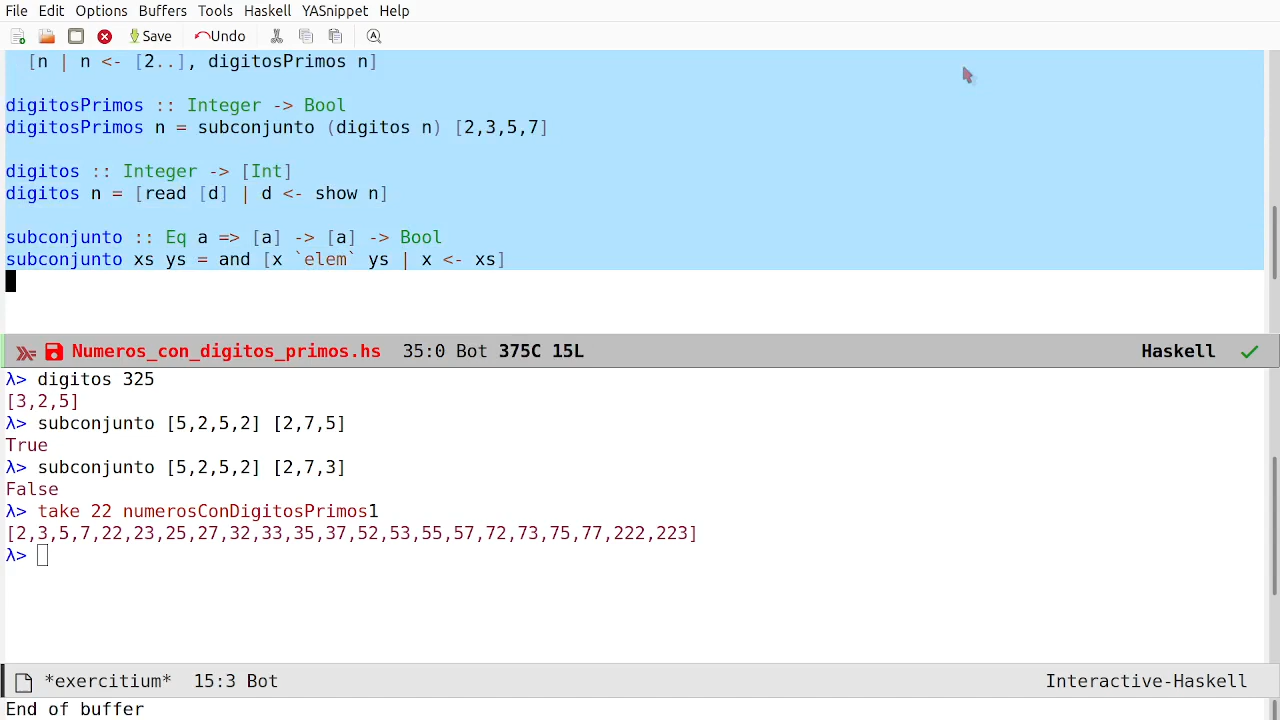 File Edit Options Buffers Tools Haskell YASnippet Help
Save Undo
[n | n <- [2..], digitosPrimos n]
digitosPrimos :: Integer -> Bool
digitosPrimos n = subconjunto (digitos n) [2,3,5,7]
digitos :: Integer -> [Int]
digitos n = [read [d] | d <- show n]
subconjunto :: Eq a => [a] -> [a] -> Bool
subconjunto xs ys = and [x `elem` ys | x <- xs]
Numeros_con_digitos_primos.hs 35:0 Bot 375C 15L Haskell
λ> digitos 325
[3,2,5]
λ> subconjunto [5,2,5,2] [2,7,5]
True
λ> subconjunto [5,2,5,2] [2,7,3]
False
λ> take 22 numerosConDigitosPrimos1
[2,3,5,7,22,23,25,27,32,33,35,37,52,53,55,57,72,73,75,77,222,223]
λ>
*exercitium* 15:3 Bot Interactive-Haskell
End of buffer